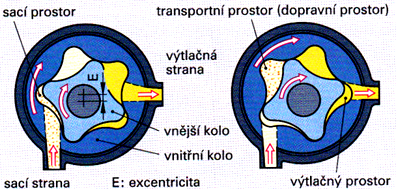 sací prostor
transportní prostor (dopravní prostor)
výtlačná
strana
E
vnější kolo
vnitřní kolo
sací strana
E: excentricita
výtlačný prostor